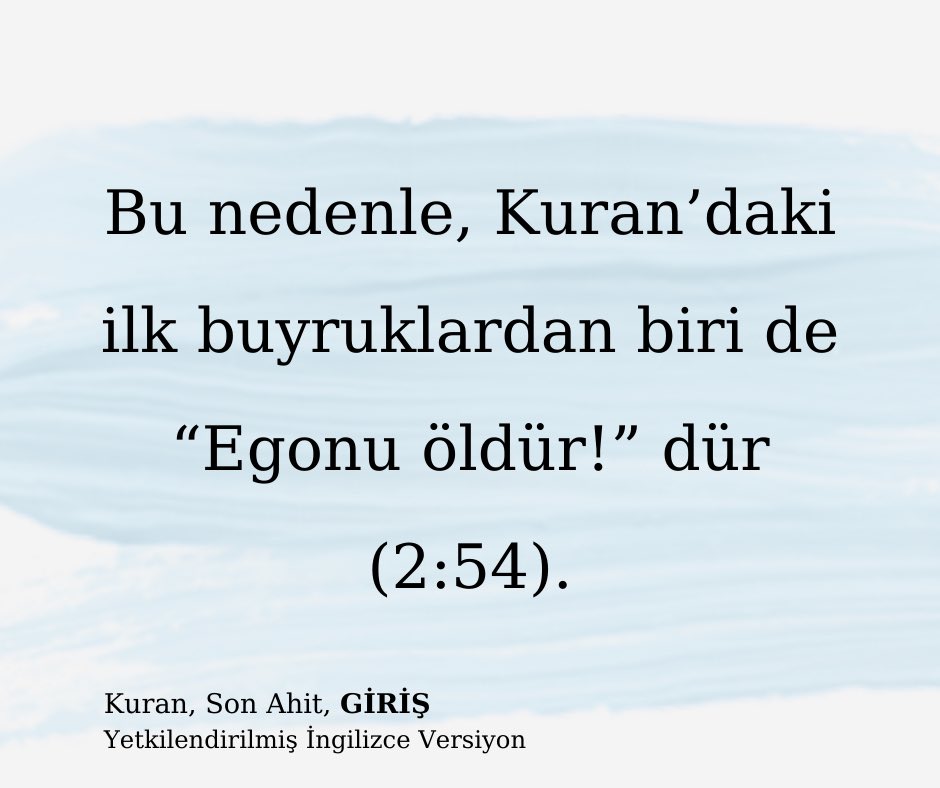 Bu nedenle, Kuran’daki
ilk buyruklardan biri de
“Egonu öldür!” dür
(2:54).
Kuran, Son Ahit, GİRİŞ
Yetkilendirilmiş İngilizce Versiyon